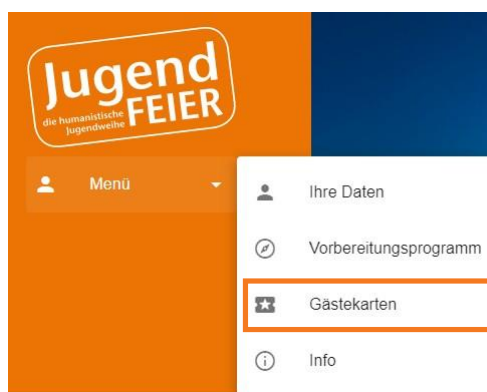 Jugend
die humanistische
Jugendweihe FEIER
Menü
Ihre Daten
Vorbereitungsprogramm
Gästekarten
Info